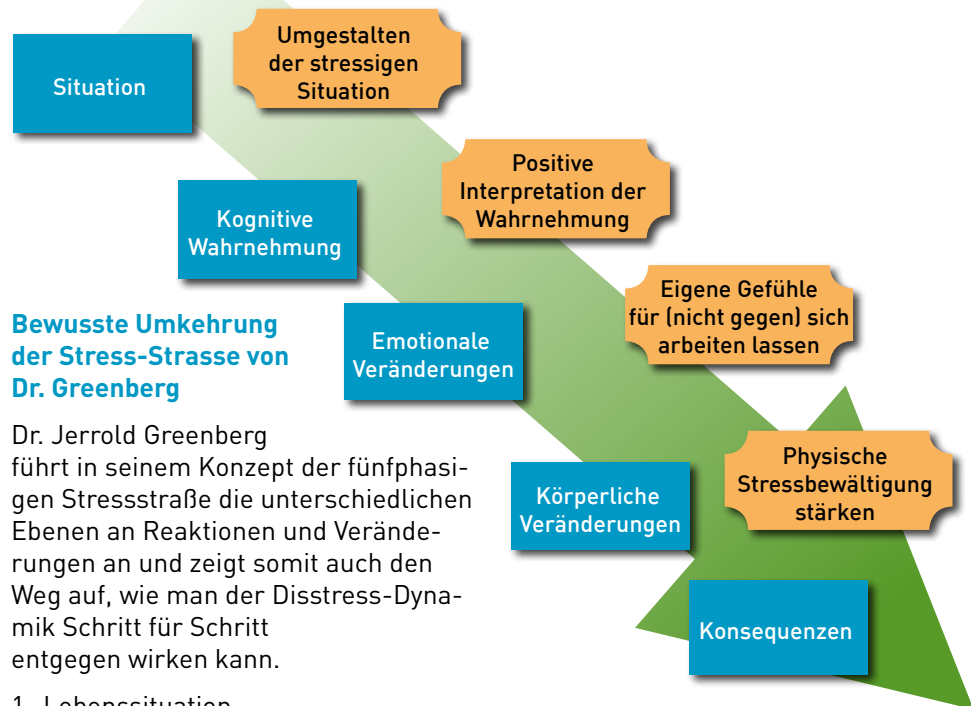 Situation
Umgestalten
der stressigen
Situation
Kognitive
Wahrnehmung
Positive
Interpretation der
Wahrnehmung
Emotionale
Veränderungen
Eigene Gefühle
für (nicht gegen) sich
arbeiten lassen
Körperliche
Veränderungen
Physische
Stressbewältigung
stärken
Konsequenzen
Bewusste Umkehrung
der Stress-Strasse von
Dr. Greenberg
Dr. Jerrold Greenberg
führt in seinem Konzept der fünfphasi-
gen Stressstraße die unterschiedlichen
Ebenen an Reaktionen und Verände-
rungen an und zeigt somit auch den
Weg auf, wie man der Disstress-Dyna-
mik Schritt für Schritt
entgegen wirken kann.
1. Lebenssituation